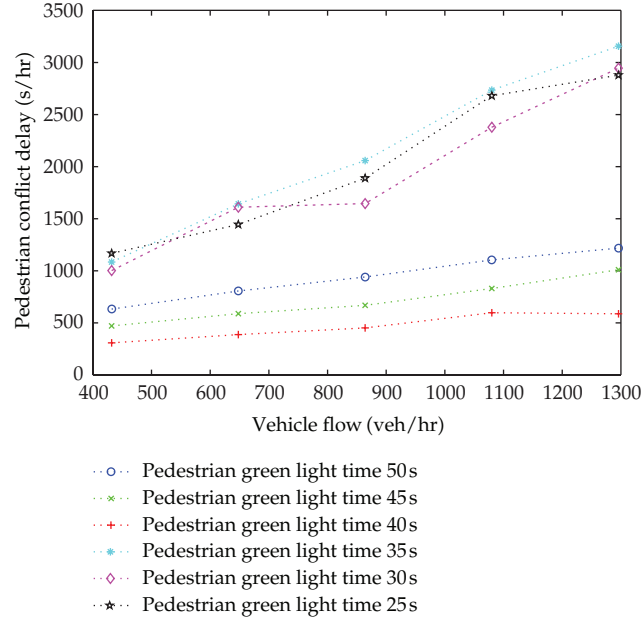 3500
3000
2500
2000
1500
1000
500
0
Pedestrian conflict delay (s/hr)
400 500 600 700 800 900 1000 1100 1200 1300
Vehicle flow (veh/hr)
Pedestrian green light time 50 s
Pedestrian green light time 45 s
Pedestrian green light time 40 s
Pedestrian green light time 35 s
Pedestrian green light time 30 s
Pedestrian green light time 25 s